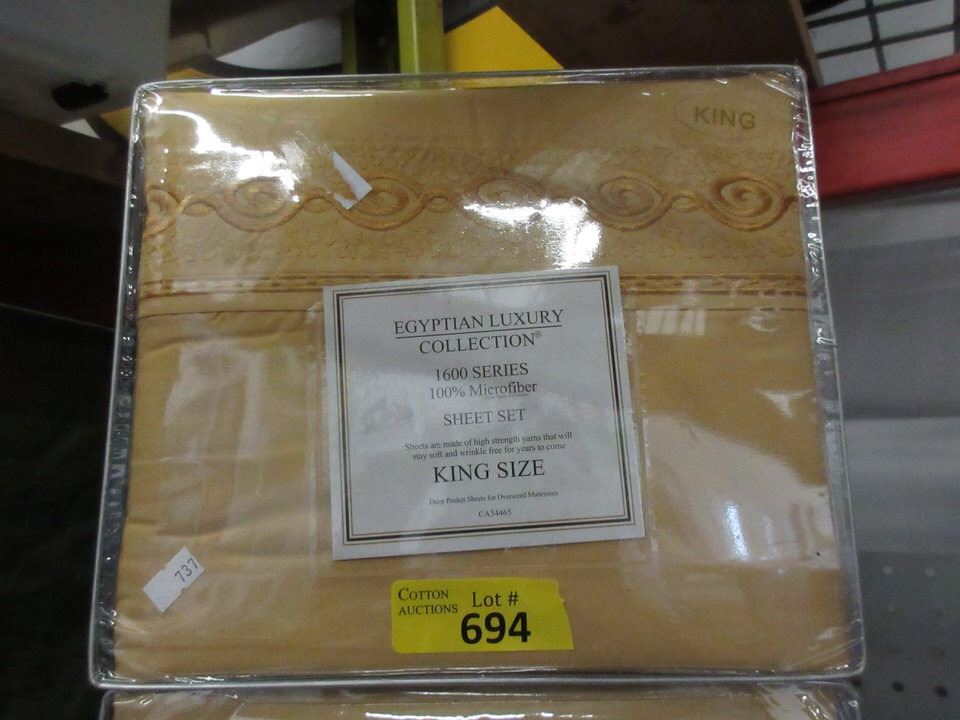 KING
EGYPTIAN LUXURY
COLLECTION®
1600 SERIES
100% Microfiber
SHEET SET
Sheets are made of high strength yarns that will
stay soft and wrinkle free for years to come
KING SIZE
Deep Pocket Sheets for Oversized Mattresses
CA34465
737
COTTON
AUCTIONS
Lot #
694